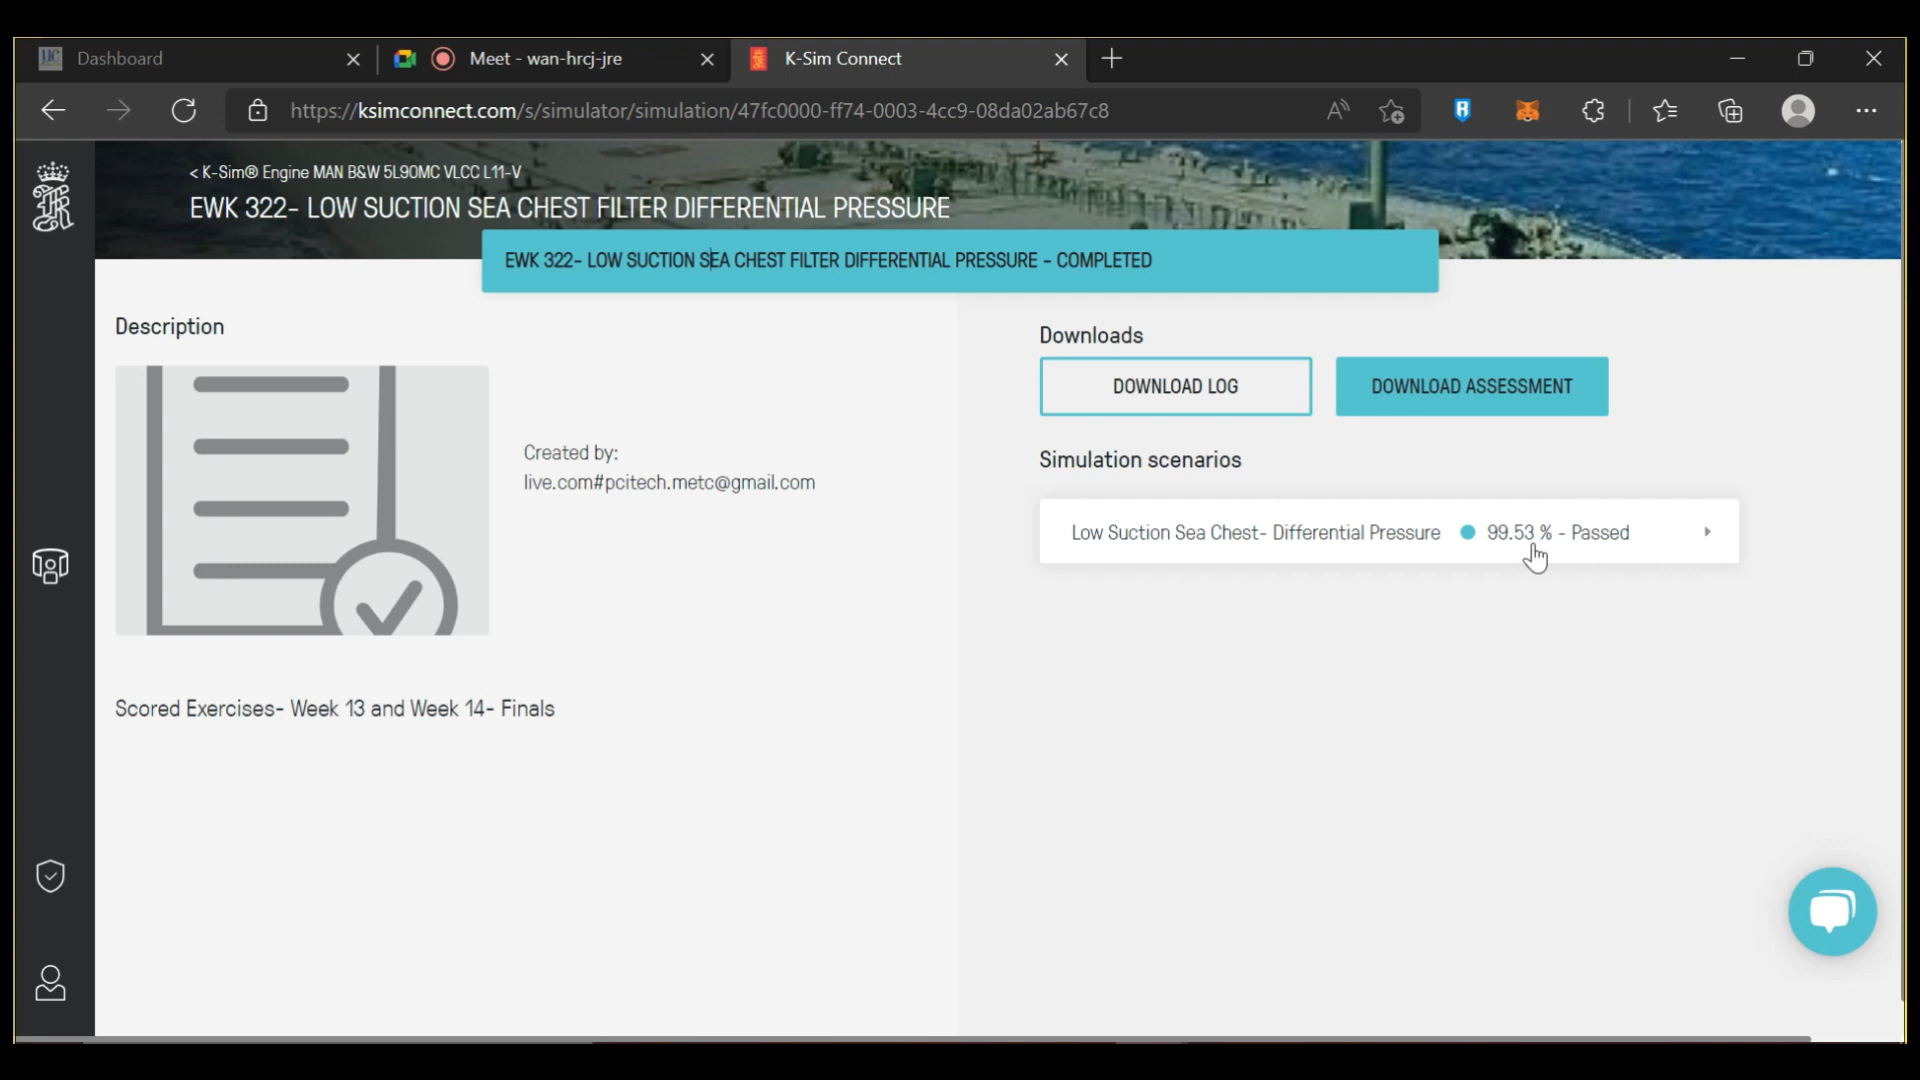 Dashboard
Meet - wan-hrcj-jre
K-Sim Connect
https://ksimconnect.com/s/simulator/simulation/47fc0000-ff74-0003-4cc9-08da02ab67c8
< K-Sim® Engine MAN B&W 5L90MC VLCC L11-V
EWK 322- LOW SUCTION SEA CHEST FILTER DIFFERENTIAL PRESSURE
EWK 322- LOW SUCTION SEA CHEST FILTER DIFFERENTIAL PRESSURE - COMPLETED
Description
Created by:
live.com#pcitech.metc@gmail.com
Scored Exercises- Week 13 and Week 14- Finals
Downloads
DOWNLOAD LOG
DOWNLOAD ASSESSMENT
Simulation scenarios
Low Suction Sea Chest- Differential Pressure 99.53 % - Passed